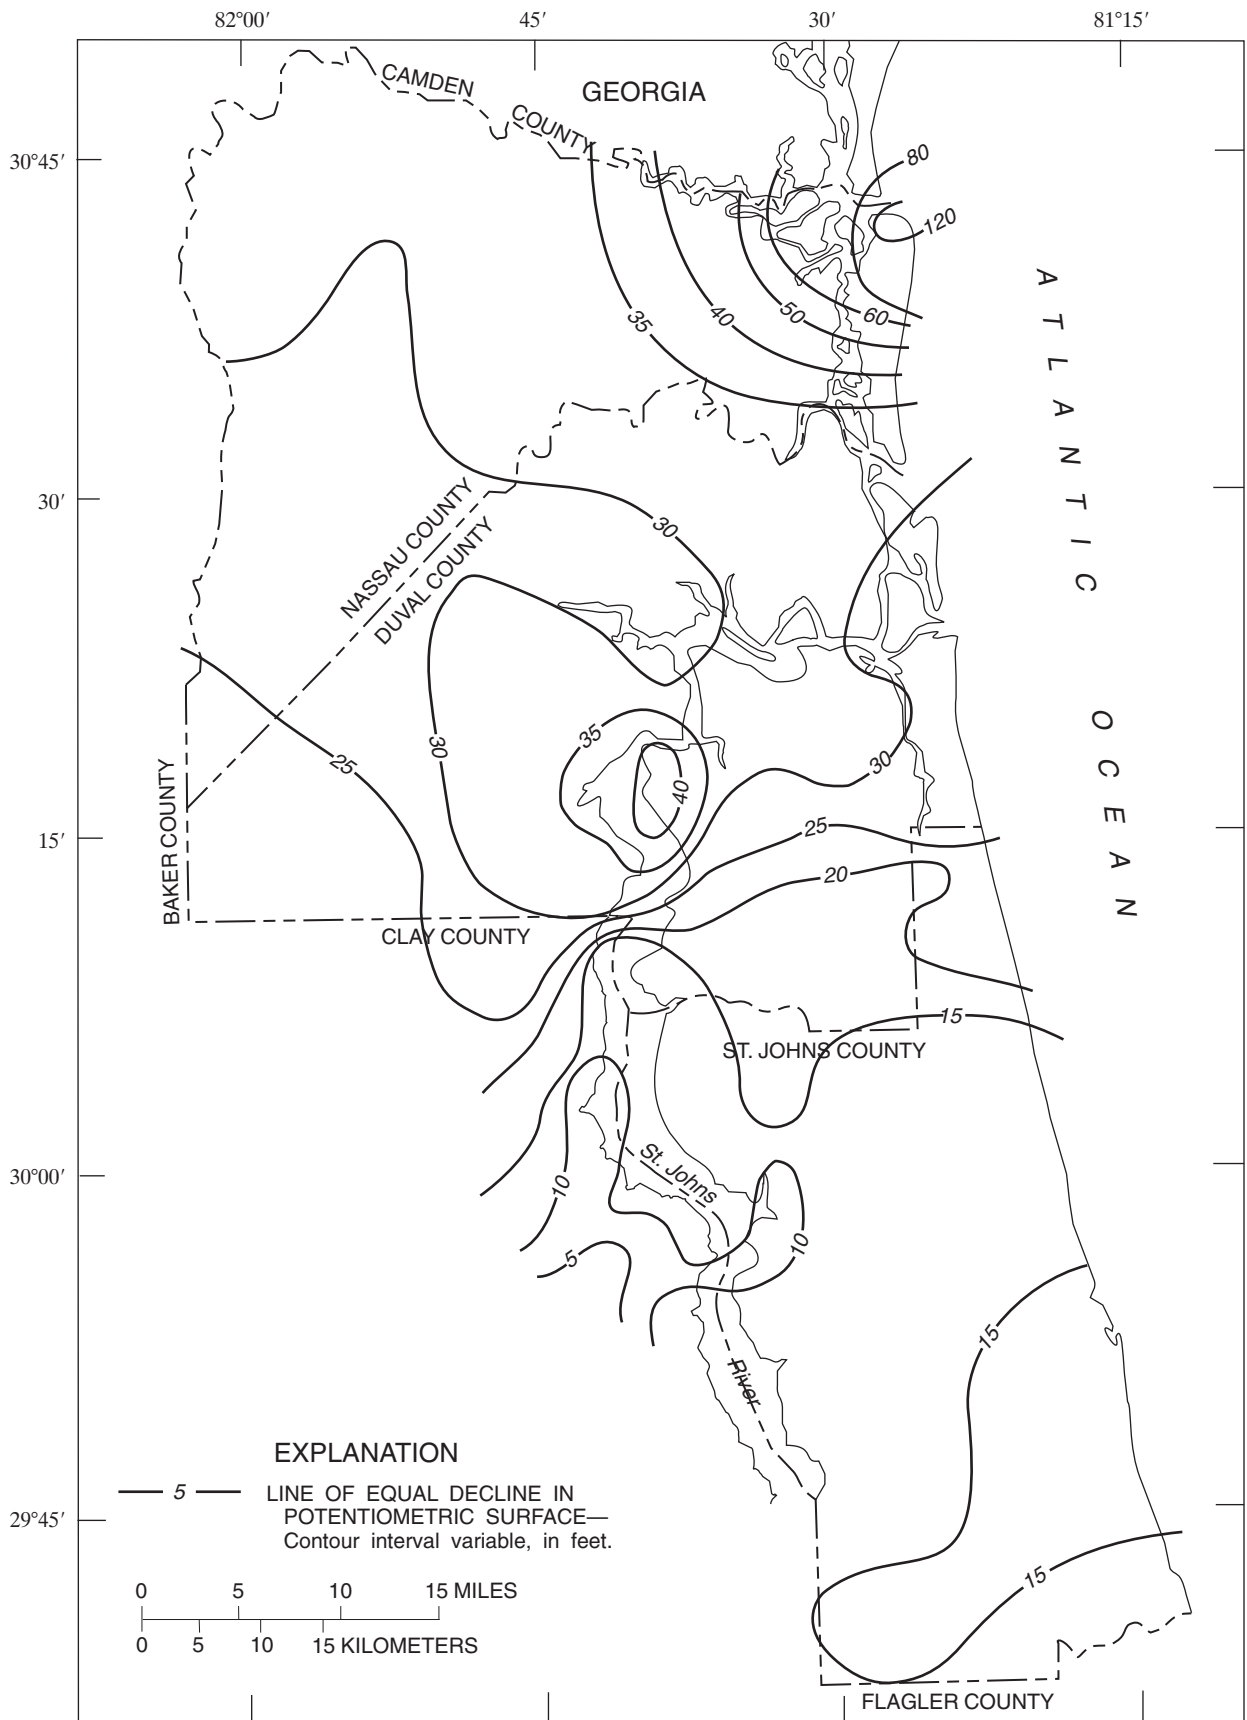 82°00′ 45′ 30′ 81°15′
CAMDEN
COUNTY
GEORGIA
30°45′
80
120
35
40
50
60
ATLANTIC
OCEAN
30′
NASSAU COUNTY
DUVAL COUNTY
30
25
30
35
40
30
BAKER COUNTY
15′
25
20
CLAY COUNTY
15
ST. JOHNS COUNTY
30°00′
St. Johns
10
10
5
15
River
EXPLANATION
5 LINE OF EQUAL DECLINE IN
POTENTIOMETRIC SURFACE—
Contour interval variable, in feet.
29°45′
15
0 5 10 15 MILES
0 5 10 15 KILOMETERS
FLAGLER COUNTY